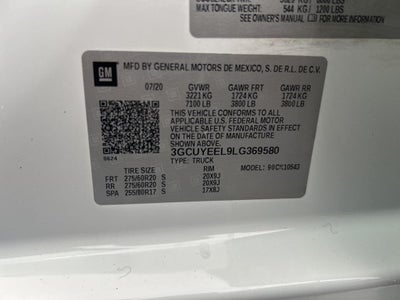 MAX TONGUE WEIGHT 544 KG / 1200 LBS
SEE OWNER'S MANUAL FOR MORE
GM
MFD BY GENERAL MOTORS DE MEXICO, S. DE R.L. DE C.V.
07/20 GVWR GAWR FRT GAWR RR
3221 KG 1724 KG 1724 KG
7100 LB 3800 LB 3800 LB
THIS VEHICLE CONFORMS TO ALL APPLICABLE
U.S. FEDERAL MOTOR VEHICLE SAFETY
STANDARDS IN EFFECT ON THE DATE OF
MANUFACTURE SHOWN ABOVE.
3GCUYEEL9LG369580
TYPE: TRUCK
5624
TIRE SIZE RIM
FRT 275/60R20 S 20X9J
RR 275/60R20 S 20X9J
SPA 255/80R17 S 17X8J